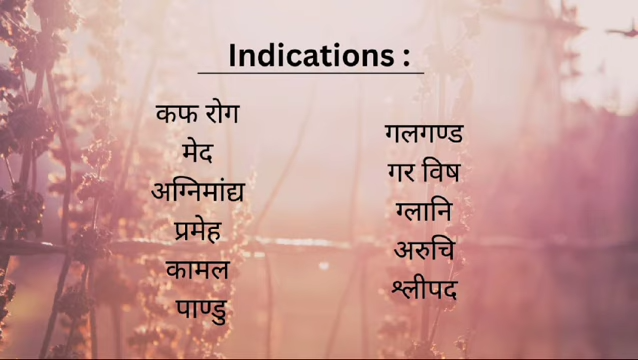 Indications :
कफ रोग
मेद
अग्निमांद्य
प्रमेह
कामल
पाण्डु
गलगण्ड
गर विष
ग्लानि
अरुचि
श्लीपद